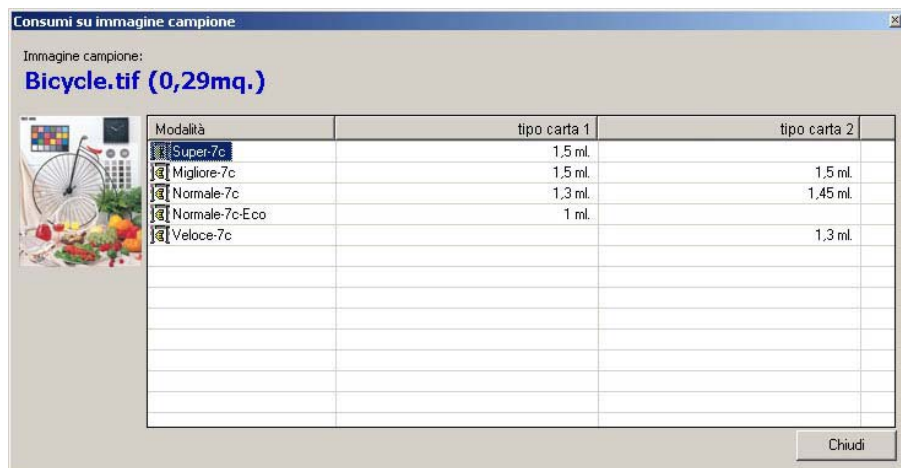 Consumi su immagine campione
Immagine campione:
Bicycle.tif (0,29mq.)
Modalità tipo carta 1 tipo carta 2
Super-7c 1,5 ml.
Migliore-7c 1,5 ml. 1,5 ml.
Normale-7c 1,3 ml. 1,45 ml.
Normale-7c-Eco 1 ml.
Veloce-7c 1,3 ml.
Chiudi